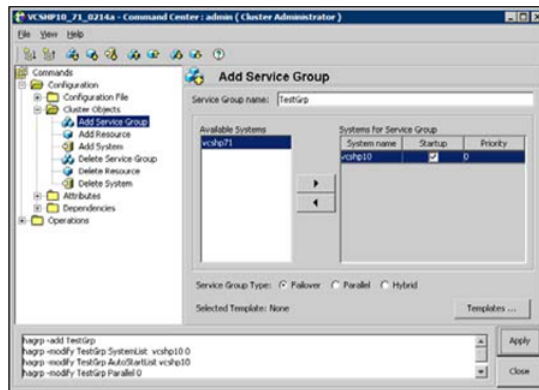 VCSHP10_71_0214a - Command Center : admin ( Cluster Administrator )
File View Help
Commands
Configuration
Configuration File
Cluster Objects
Add Service Group
Add Resource
Add System
Delete Service Group
Delete Resource
Delete System
Attributes
Dependencies
Operations
Add Service Group
Service Group name: TestGrp
Available Systems
vcshp71
Systems for Service Group
System name Startup Priority
vcshp10 0
Service Group Type: Failover Parallel Hybrid
Selected Template: None
Templates ...
hagrp -add TestGrp
hagrp -modify TestGrp SystemList vcshp10 0
hagrp -modify TestGrp AutoStartList vcshp10
hagrp -modify TestGrp Parallel 0
Apply
Close